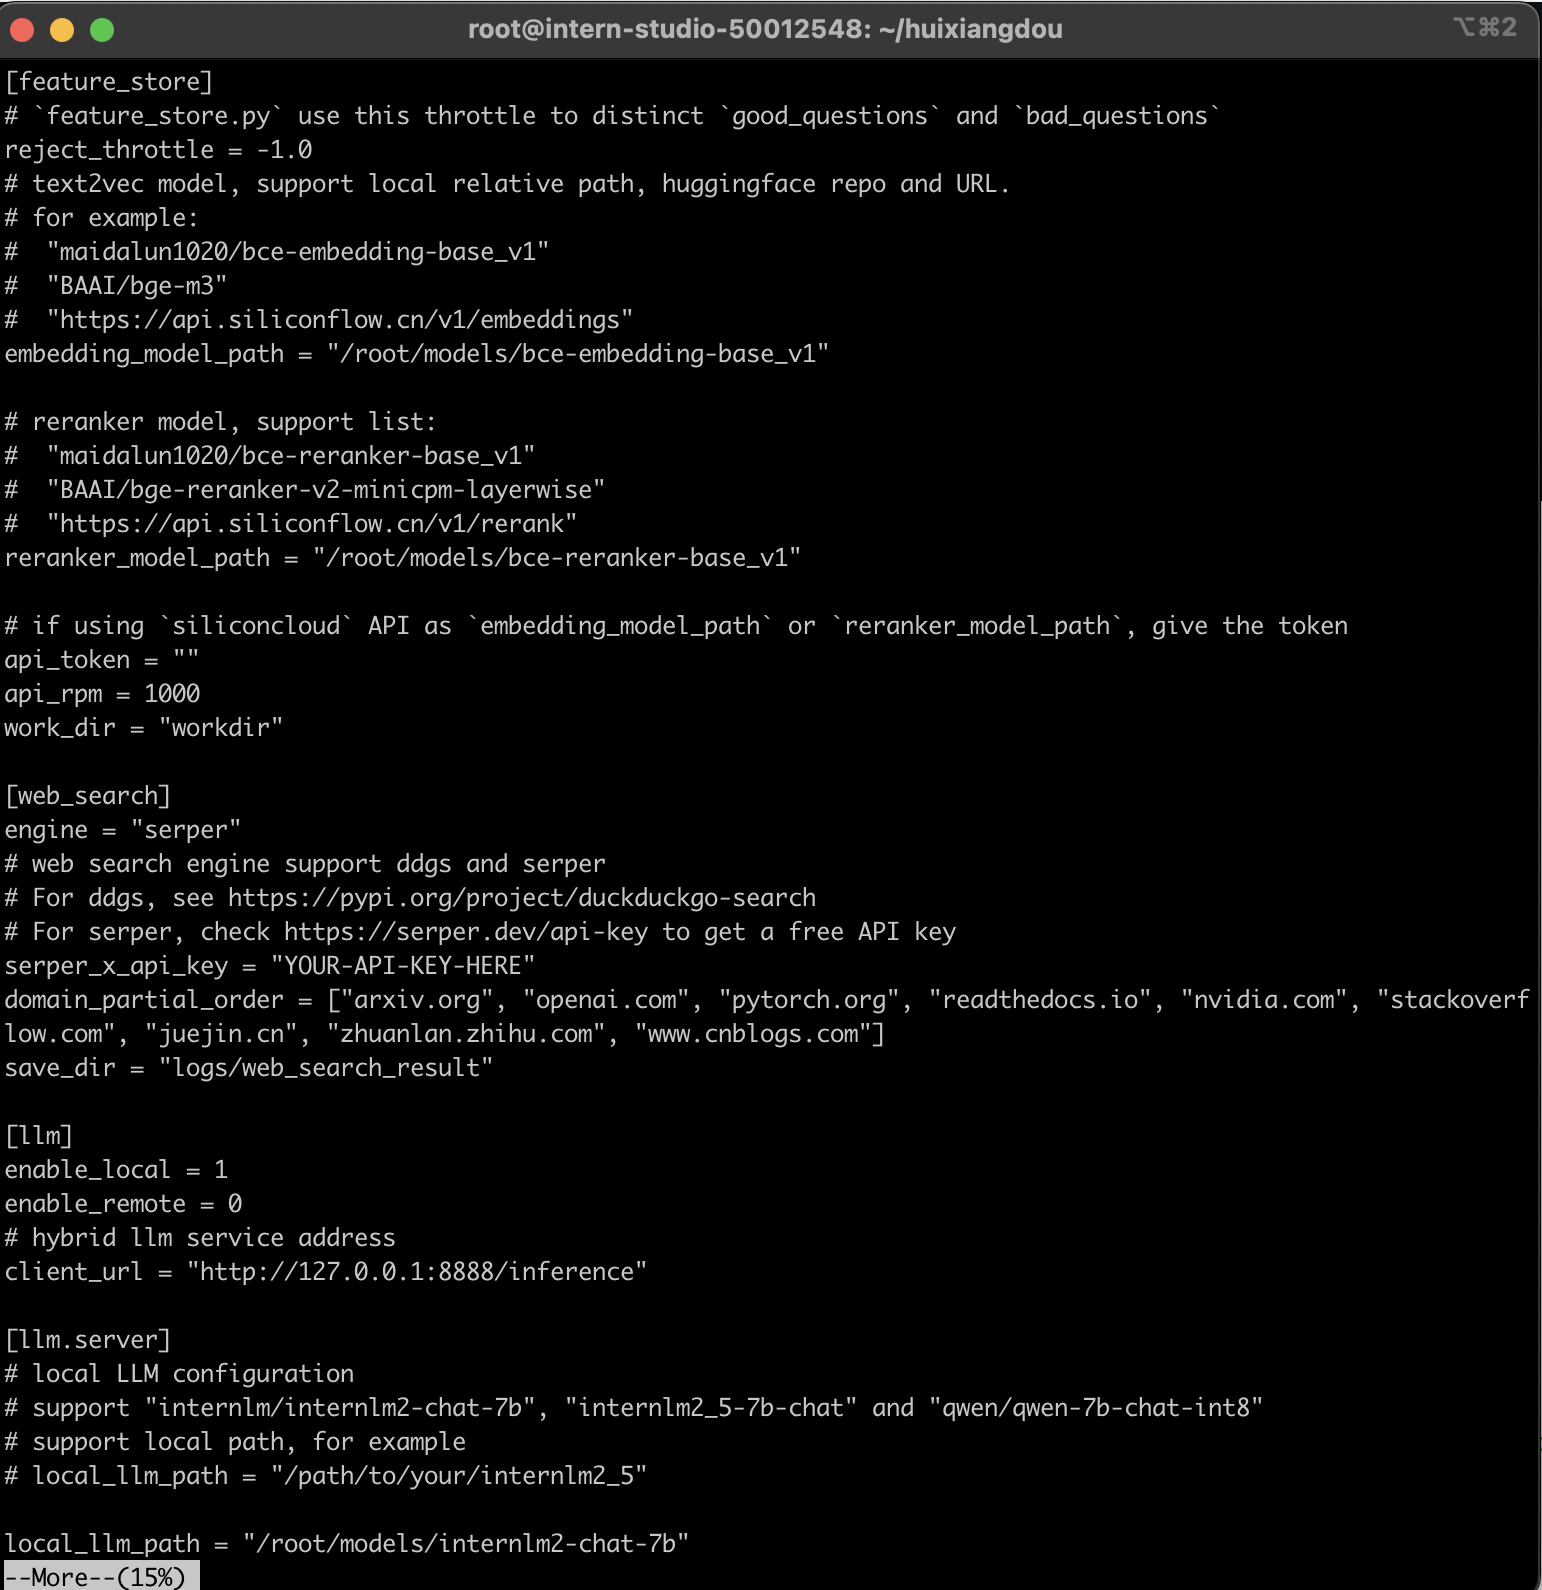 root@intern-studio-50012548: ~/huixiangdou
⌥⌘2
[feature_store]
# `feature_store.py` use this throttle to distinct `good_questions` and `bad_questions`
reject_throttle = -1.0
# text2vec model, support local relative path, huggingface repo and URL.
# for example:
#  "maidalun1020/bce-embedding-base_v1"
#  "BAAI/bge-m3"
#  "https://api.siliconflow.cn/v1/embeddings"
embedding_model_path = "/root/models/bce-embedding-base_v1"
# reranker model, support list:
#  "maidalun1020/bce-reranker-base_v1"
#  "BAAI/bge-reranker-v2-minicpm-layerwise"
#  "https://api.siliconflow.cn/v1/rerank"
reranker_model_path = "/root/models/bce-reranker-base_v1"
# if using `siliconcloud` API as `embedding_model_path` or `reranker_model_path`, give the token
api_token = ""
api_rpm = 1000
work_dir = "workdir"
[web_search]
engine = "serper"
# web search engine support ddgs and serper
# For ddgs, see https://pypi.org/project/duckduckgo-search
# For serper, check https://serper.dev/api-key to get a free API key
serper_x_api_key = "YOUR-API-KEY-HERE"
domain_partial_order = ["arxiv.org", "openai.com", "pytorch.org", "readthedocs.io", "nvidia.com", "stackoverf
low.com", "juejin.cn", "zhuanlan.zhihu.com", "www.cnblogs.com"]
save_dir = "logs/web_search_result"
[llm]
enable_local = 1
enable_remote = 0
# hybrid llm service address
client_url = "http://127.0.0.1:8888/inference"
[llm.server]
# local LLM configuration
# support "internlm/internlm2-chat-7b", "internlm2_5-7b-chat" and "qwen/qwen-7b-chat-int8"
# support local path, for example
# local_llm_path = "/path/to/your/internlm2_5"
local_llm_path = "/root/models/internlm2-chat-7b"
--More--(15%)